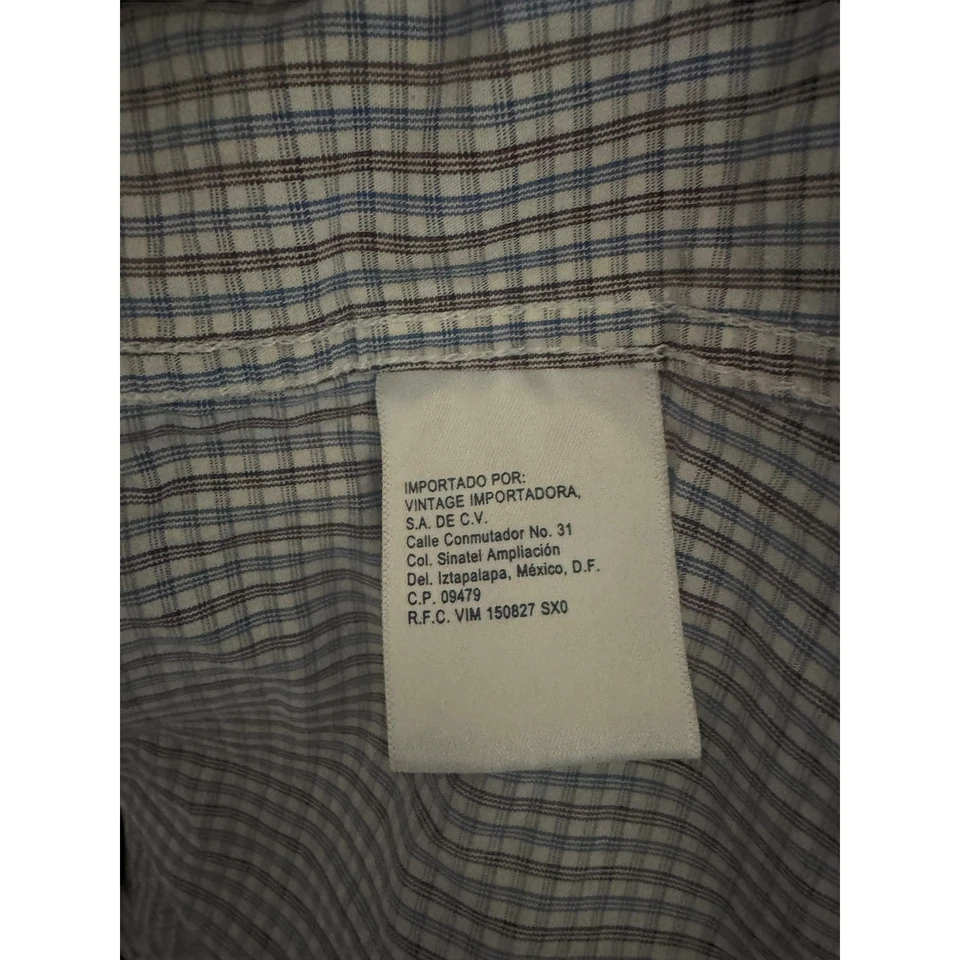 IMPORTADO POR:
VINTAGE IMPORTADORA,
S.A. DE C.V.
Calle Conmutador No. 31
Col. Sinatel Ampliación
Del. Iztapalapa, México, D.F.
C.P. 09479
R.F.C. VIM 150827 SX0